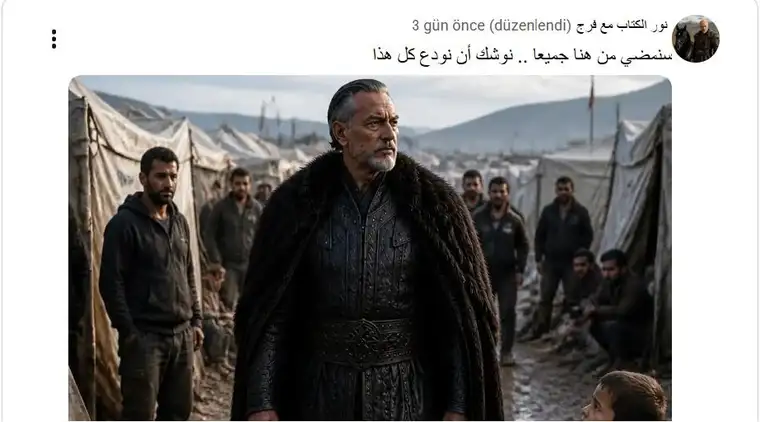 نور الكتاب مع فرج 3 gün önce (düzenlendi)
سنمضي من هنا جميعا .. نوشك أن نودع كل هذا